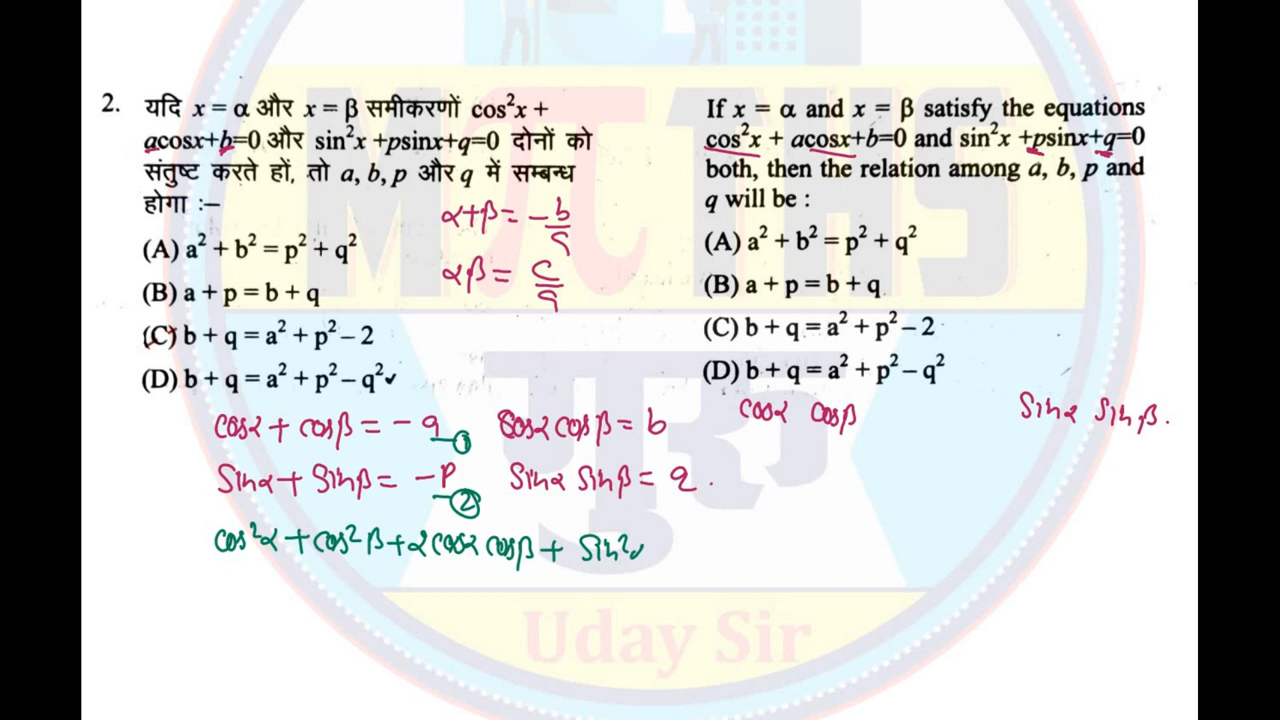 2. यदि x = α और x = β समीकरणों cos²x +
acosx+b=0 और sin²x +psinx+q=0 दोनों को
संतुष्ट करते हों, तो a, b, p और q में सम्बन्ध
होगा :–
(A) a² + b² = p² + q²
(B) a + p = b + q
(C) b + q = a² + p² – 2
(D) b + q = a² + p² – q²
If x = α and x = β satisfy the equations
cos²x + acosx+b=0 and sin²x +psinx+q=0
both, then the relation among a, b, p and
q will be :
(A) a² + b² = p² + q²
(B) a + p = b + q
(C) b + q = a² + p² – 2
(D) b + q = a² + p² – q²
α+β = -b/a
αβ = c/a
cosα cosβ sinα sinβ.
cosα + cosβ = -a ① cosα cosβ = b
sinα + sinβ = -p ② sinα sinβ = q.
cos²α + cos²β + 2cosα cosβ + sin²
MATHS
गुरु
Uday Sir